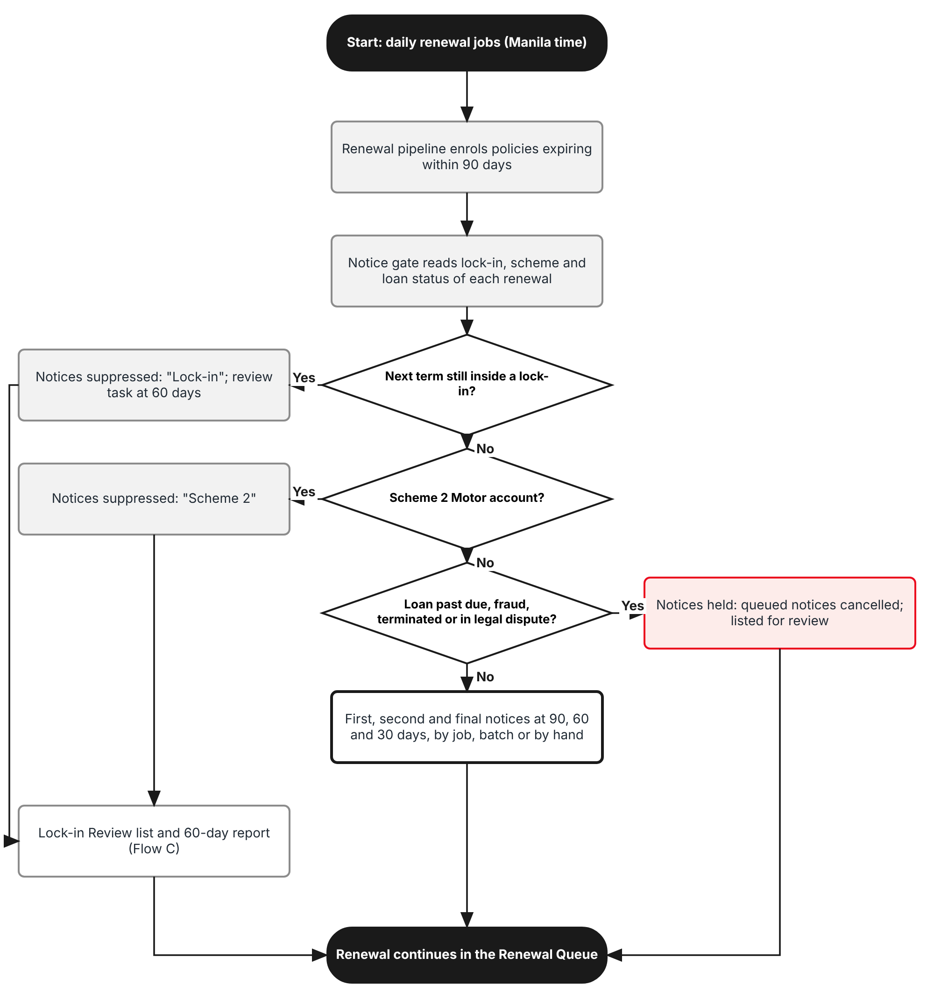 Start: daily renewal jobs (Manila time)
Renewal pipeline enrols policies expiring
within 90 days
Notice gate reads lock-in, scheme and
loan status of each renewal
Next term still inside a lock-
in?
Yes
Notices suppressed: "Lock-in"; review
task at 60 days
No
Scheme 2 Motor account?
Yes
Notices suppressed: "Scheme 2"
No
Loan past due, fraud,
terminated or in legal dispute?
Yes
Notices held: queued notices cancelled;
listed for review
No
First, second and final notices at 90, 60
and 30 days, by job, batch or by hand
Lock-in Review list and 60-day report
(Flow C)
Renewal continues in the Renewal Queue